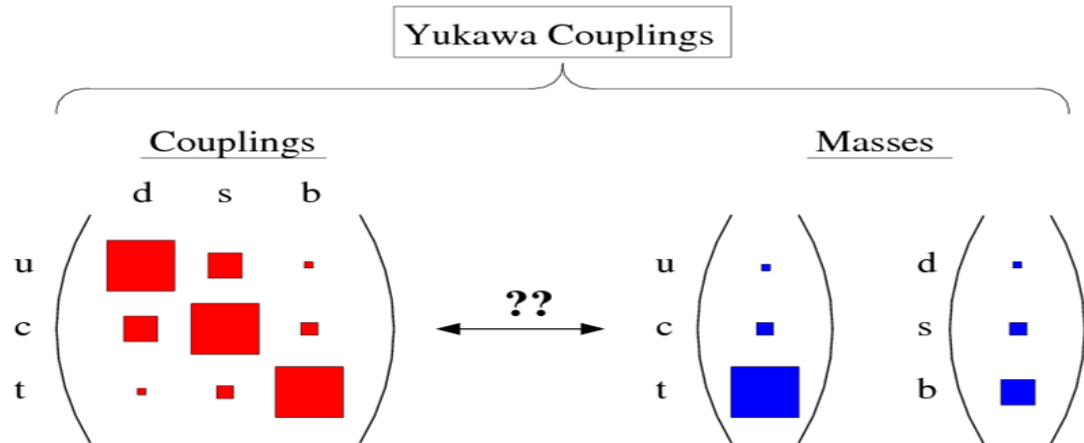 Yukawa Couplings
Couplings Masses
d s b
u u d
c ?? c s
t t b